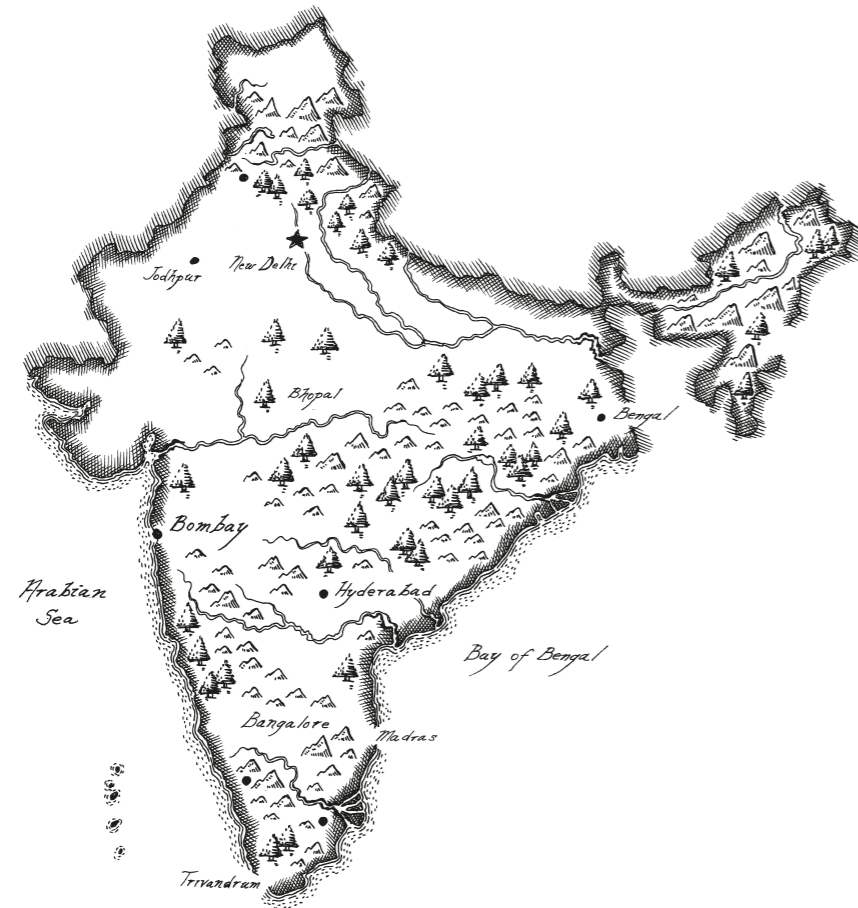 New Delhi
Jodhpur
Bhopal
Bengal
Bombay
Arabian
Sea
Hyderabad
Bay of Bengal
Bangalore
Madras
Trivandrum